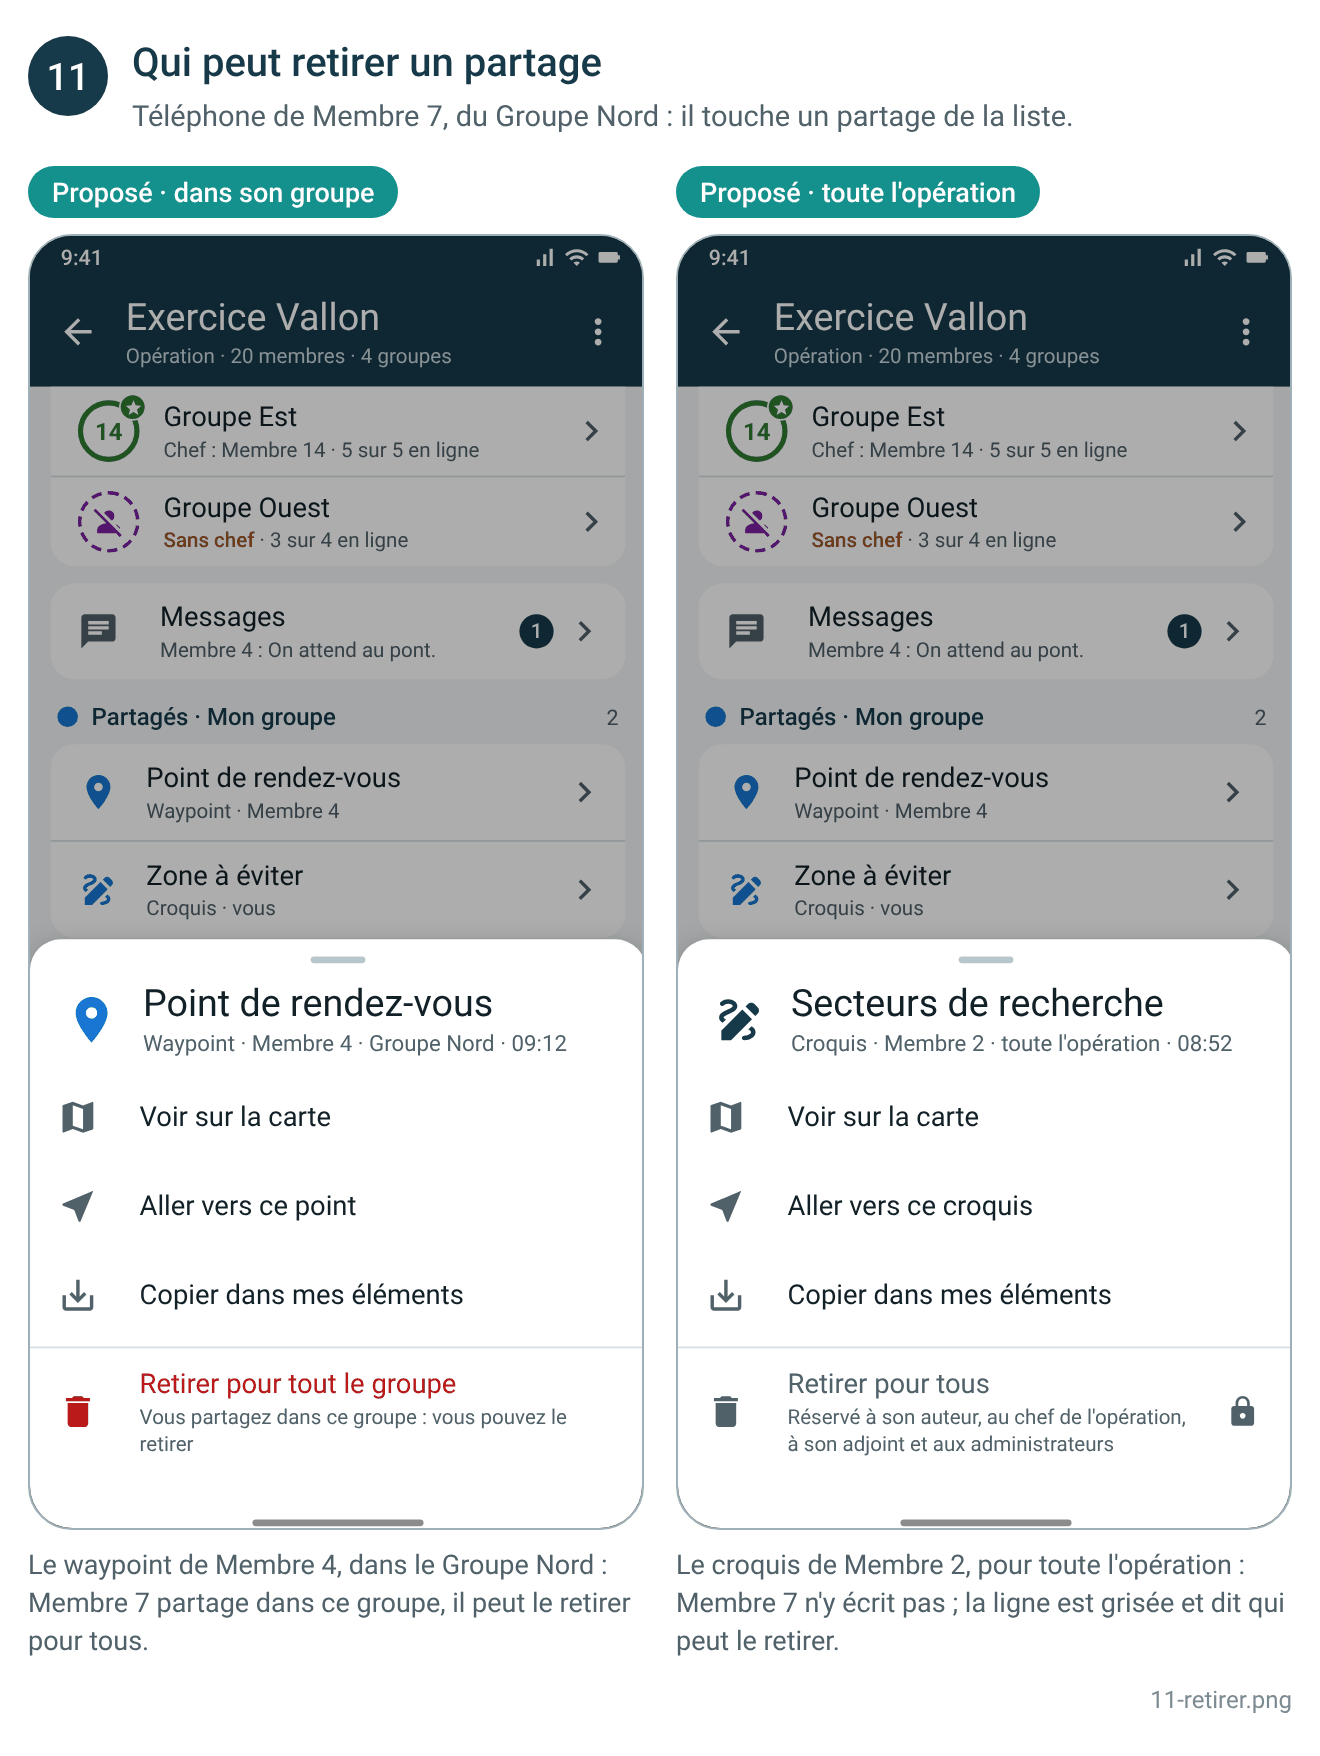 11
Qui peut retirer un partage
Téléphone de Membre 7, du Groupe Nord : il touche un partage de la liste.
Proposé · dans son groupe
9:41
Exercice Vallon
Opération · 20 membres · 4 groupes
14
Groupe Est
Chef : Membre 14 · 5 sur 5 en ligne
Groupe Ouest
Sans chef · 3 sur 4 en ligne
Messages
Membre 4 : On attend au pont.
1
Partagés · Mon groupe
2
Point de rendez-vous
Waypoint · Membre 4
Zone à éviter
Croquis · vous
Point de rendez-vous
Waypoint · Membre 4 · Groupe Nord · 09:12
Voir sur la carte
Aller vers ce point
Copier dans mes éléments
Retirer pour tout le groupe
Vous partagez dans ce groupe : vous pouvez le
retirer
Le waypoint de Membre 4, dans le Groupe Nord :
Membre 7 partage dans ce groupe, il peut le retirer
pour tous.
Proposé · toute l'opération
9:41
Exercice Vallon
Opération · 20 membres · 4 groupes
14
Groupe Est
Chef : Membre 14 · 5 sur 5 en ligne
Groupe Ouest
Sans chef · 3 sur 4 en ligne
Messages
Membre 4 : On attend au pont.
1
Partagés · Mon groupe
2
Point de rendez-vous
Waypoint · Membre 4
Zone à éviter
Croquis · vous
Secteurs de recherche
Croquis · Membre 2 · toute l'opération · 08:52
Voir sur la carte
Aller vers ce croquis
Copier dans mes éléments
Retirer pour tous
Réservé à son auteur, au chef de l'opération,
à son adjoint et aux administrateurs
Le croquis de Membre 2, pour toute l'opération :
Membre 7 n'y écrit pas ; la ligne est grisée et dit qui
peut le retirer.
11-retirer.png